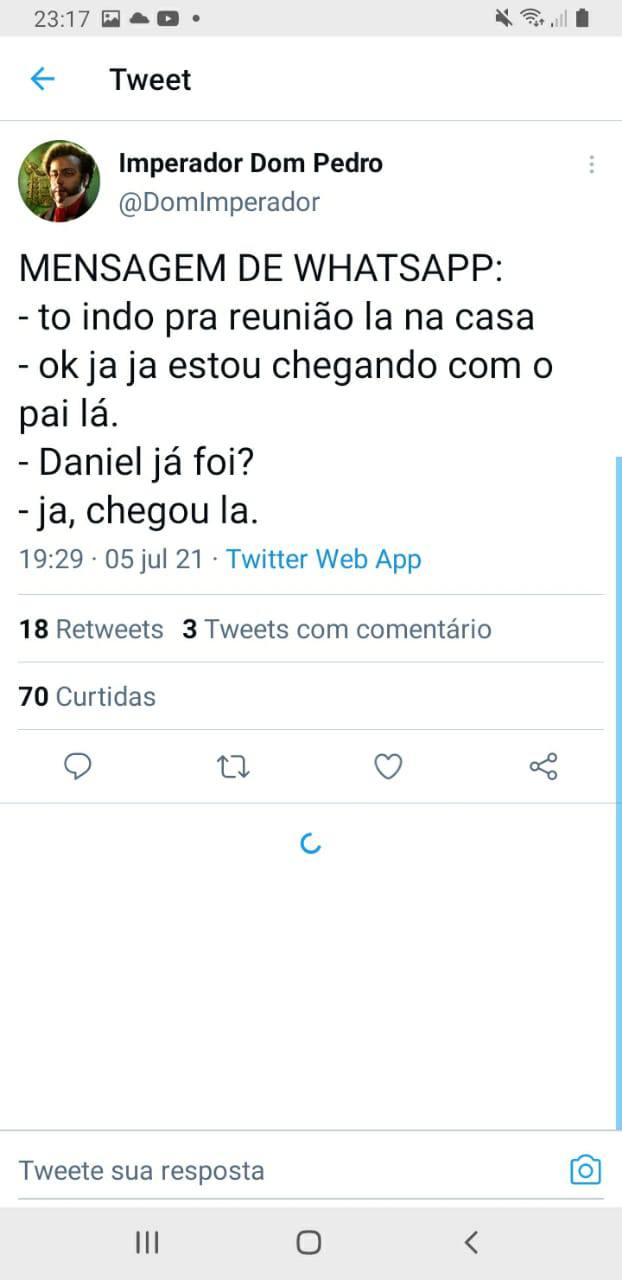 23:17
Tweet
Imperador Dom Pedro
@DomImperador
MENSAGEM DE WHATSAPP:
- to indo pra reunião la na casa
- ok ja ja estou chegando com o
pai lá.
- Daniel já foi?
- ja, chegou la.
19:29 · 05 jul 21 · Twitter Web App
18 Retweets 3 Tweets com comentário
70 Curtidas
Tweete sua resposta